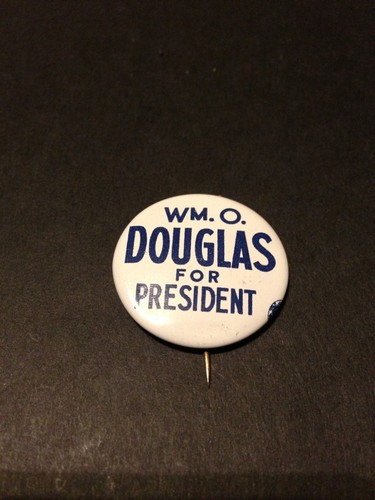 WM. O.
DOUGLAS
FOR
PRESIDENT